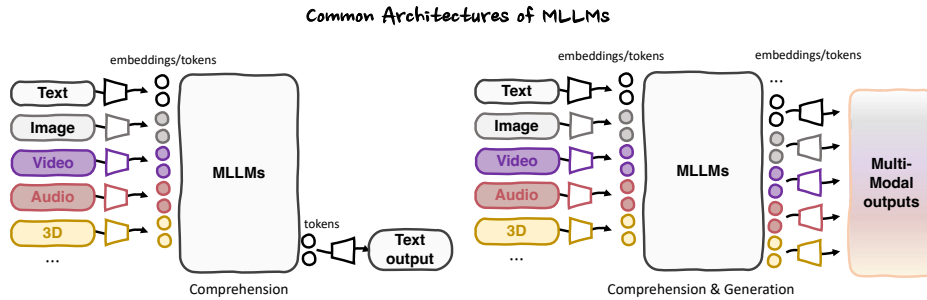 Common Architectures of MLLMs
embeddings/tokens
Text
Image
Video
Audio
3D
...
MLLMs
tokens
Text
output
Comprehension
embeddings/tokens
Text
Image
Video
Audio
3D
...
MLLMs
embeddings/tokens
...
Multi-
Modal
outputs
Comprehension & Generation